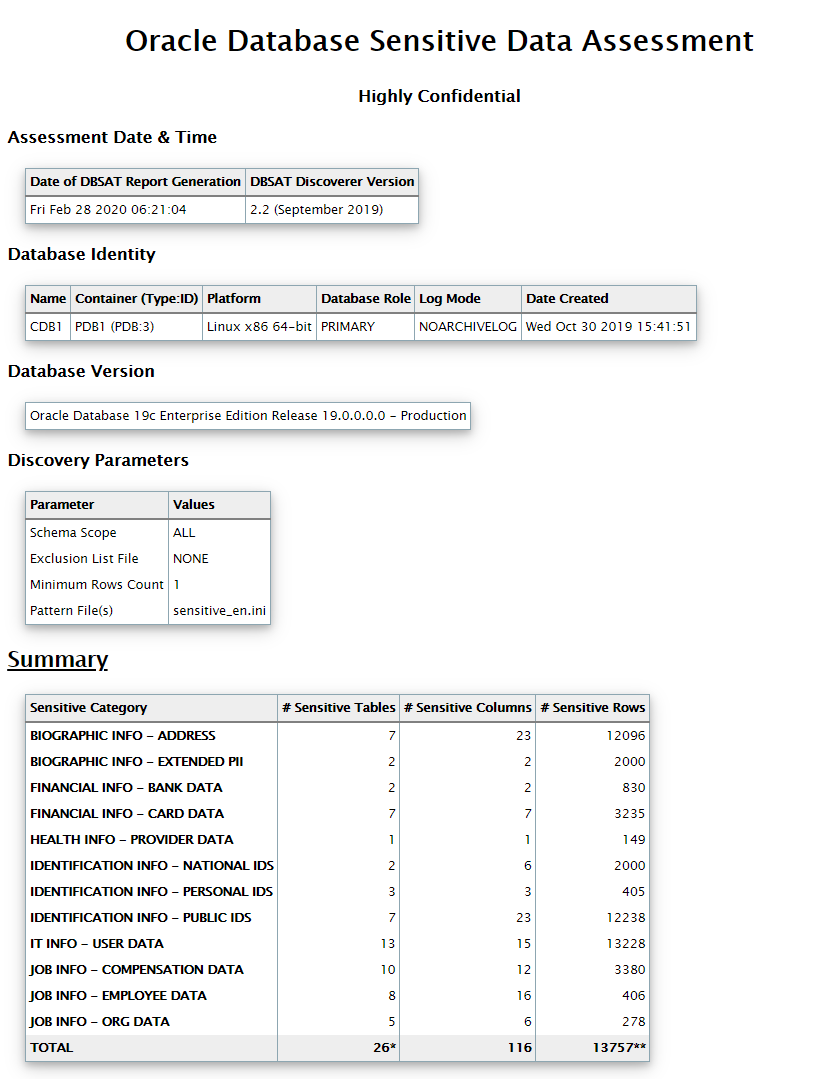 Oracle Database Sensitive Data Assessment
Highly Confidential
Assessment Date & Time
Date of DBSAT Report Generation DBSAT Discoverer Version
Fri Feb 28 2020 06:21:04 2.2 (September 2019)
Database Identity
Name Container (Type:ID) Platform Database Role Log Mode Date Created
CDB1 PDB1 (PDB:3) Linux x86 64-bit PRIMARY NOARCHIVELOG Wed Oct 30 2019 15:41:51
Database Version
Oracle Database 19c Enterprise Edition Release 19.0.0.0.0 - Production
Discovery Parameters
Parameter Values
Schema Scope ALL
Exclusion List File NONE
Minimum Rows Count 1
Pattern File(s) sensitive_en.ini
Summary
Sensitive Category # Sensitive Tables # Sensitive Columns # Sensitive Rows
BIOGRAPHIC INFO - ADDRESS 7 23 12096
BIOGRAPHIC INFO - EXTENDED PII 2 2 2000
FINANCIAL INFO - BANK DATA 2 2 830
FINANCIAL INFO - CARD DATA 7 7 3235
HEALTH INFO - PROVIDER DATA 1 1 149
IDENTIFICATION INFO - NATIONAL IDS 2 6 2000
IDENTIFICATION INFO - PERSONAL IDS 3 3 405
IDENTIFICATION INFO - PUBLIC IDS 7 23 12238
IT INFO - USER DATA 13 15 13228
JOB INFO - COMPENSATION DATA 10 12 3380
JOB INFO - EMPLOYEE DATA 8 16 406
JOB INFO - ORG DATA 5 6 278
TOTAL 26* 116 13757**